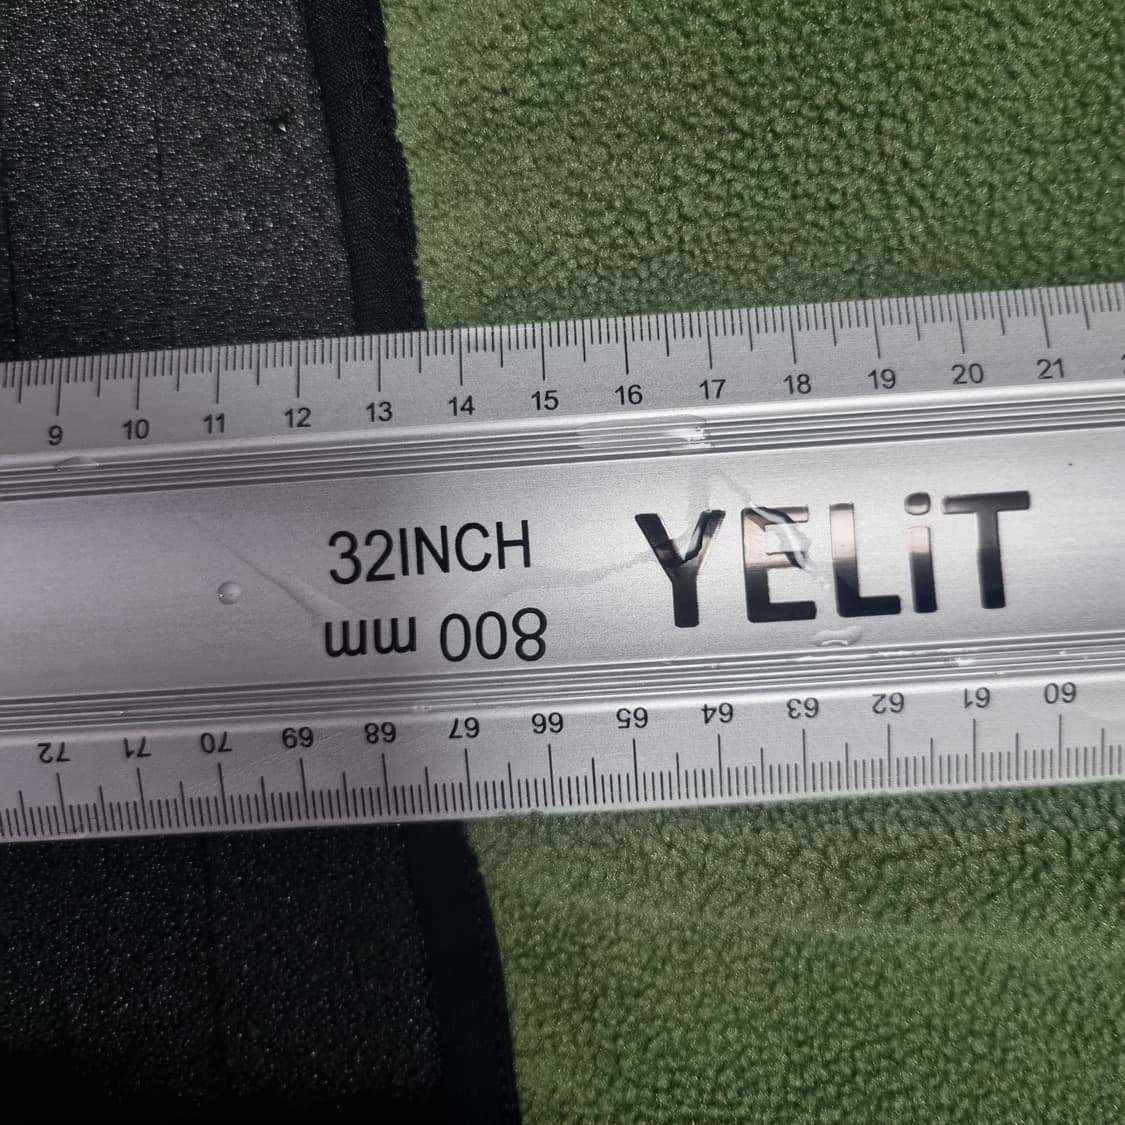 9 10 11 12 13 14 15 16 17 18 19 20 21
32INCH
YELiT
800 mm
72 71 70 69 68 67 66 65 64 63 62 61 60